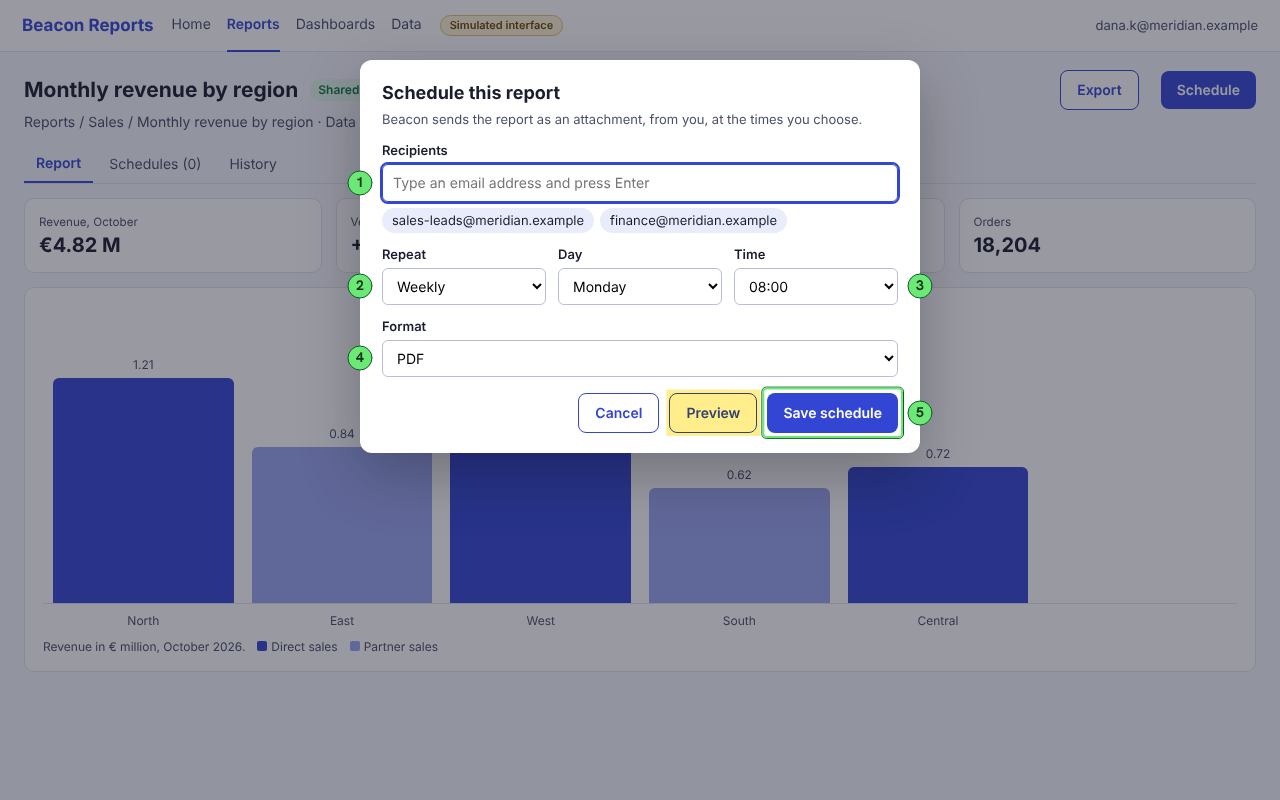 Beacon Reports Home Reports Dashboards Data Simulated interface dana.k@meridian.example
Monthly revenue by region Shared Export Schedule
Reports / Sales / Monthly revenue by region · Data
Report Schedules (0) History
Revenue, October
€4.82 M
Orders
18,204
Schedule this report
Beacon sends the report as an attachment, from you, at the times you choose.
Recipients
1 Type an email address and press Enter
sales-leads@meridian.example finance@meridian.example
Repeat Day Time
2 Weekly Monday 08:00 3
Format
4 PDF
Cancel Preview Save schedule 5
1.21
0.84
0.62
0.72
North East West South Central
Revenue in € million, October 2026. Direct sales Partner sales